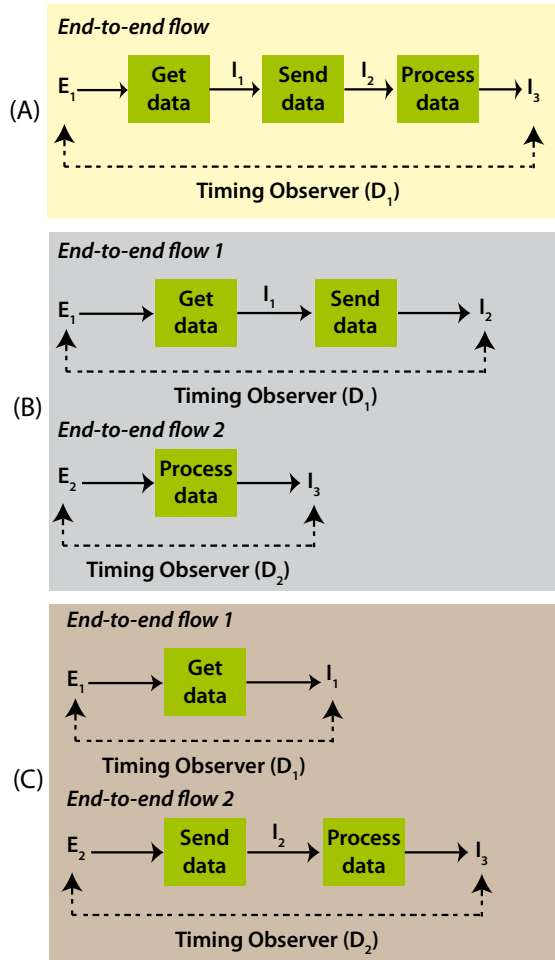 End-to-end flow
(A)
E₁ Get data I₁ Send data I₂ Process data I₃
Timing Observer (D₁)
(B)
End-to-end flow 1
E₁ Get data I₁ Send data I₂
Timing Observer (D₁)
End-to-end flow 2
E₂ Process data I₃
Timing Observer (D₂)
(C)
End-to-end flow 1
E₁ Get data I₁
Timing Observer (D₁)
End-to-end flow 2
E₂ Send data I₂ Process data I₃
Timing Observer (D₂)